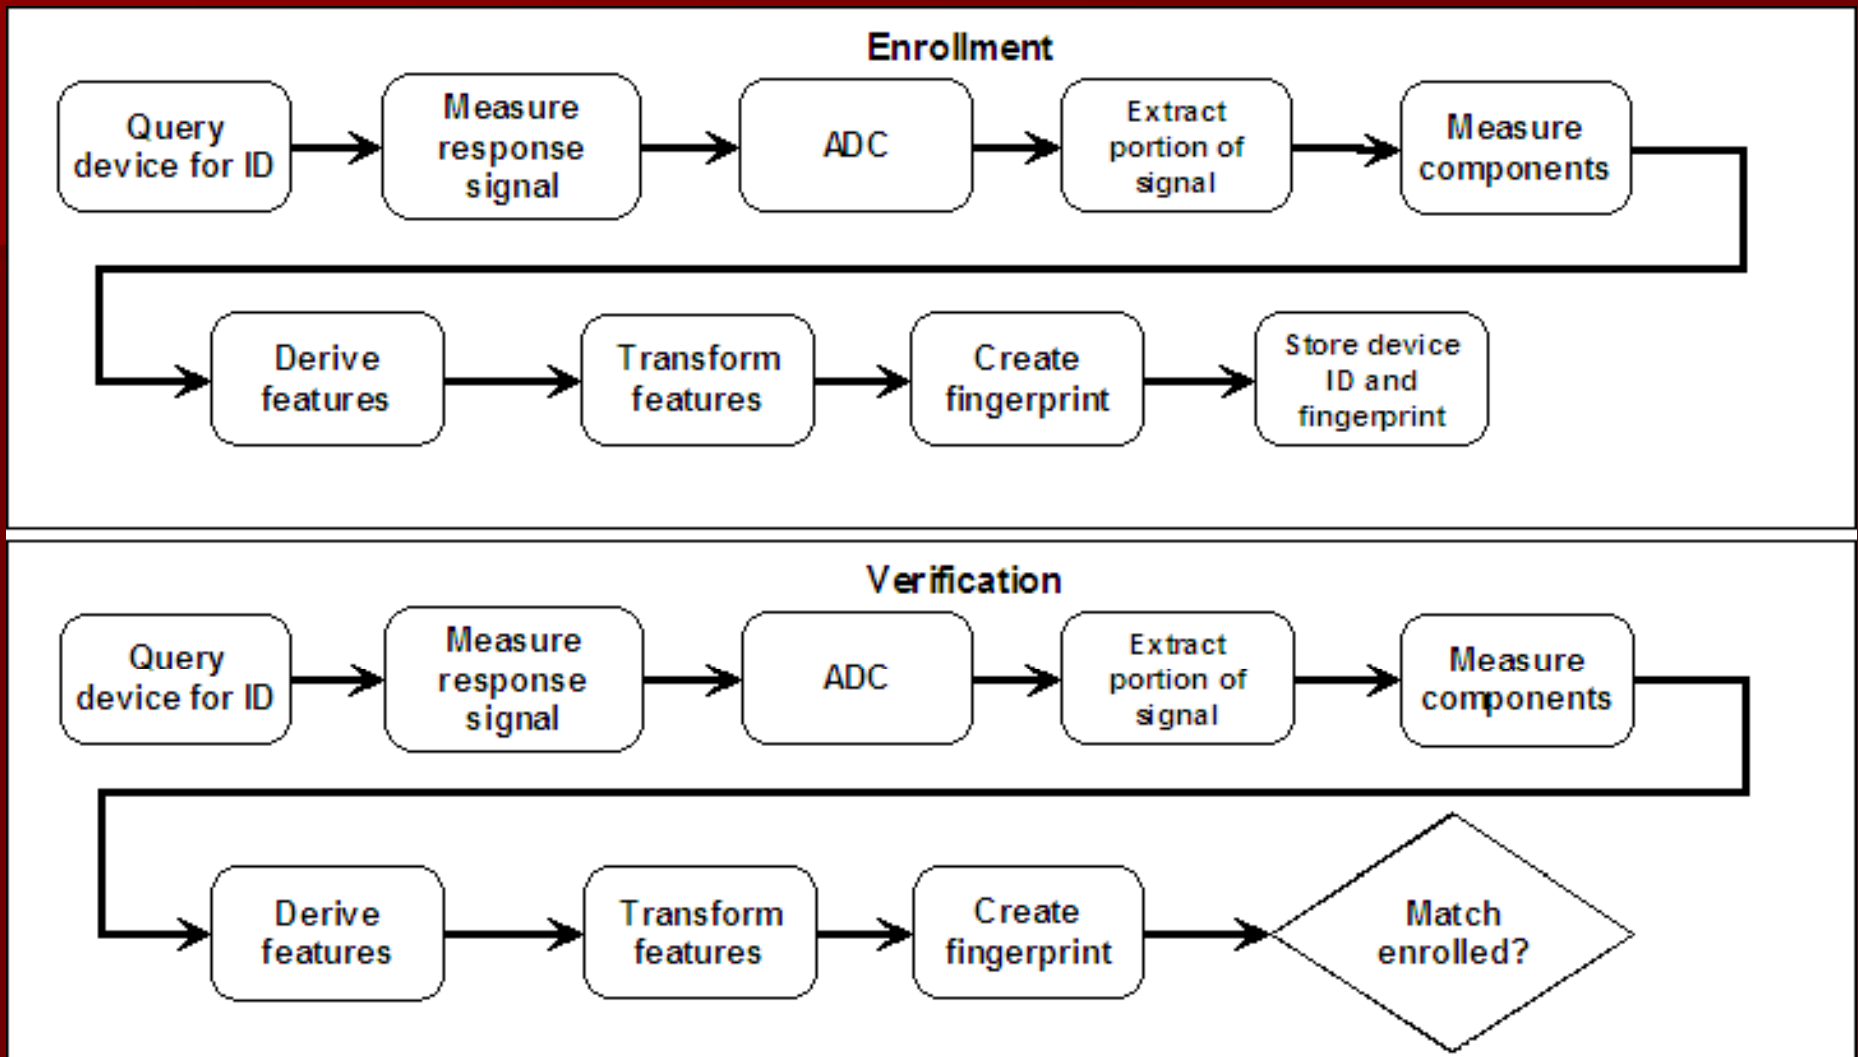 Enrollment
Query
device for ID
Measure
response
signal
ADC
Extract
portion of
signal
Measure
components
Derive
features
Transform
features
Create
fingerprint
Store device
ID and
fingerprint
Verification
Query
device for ID
Measure
response
signal
ADC
Extract
portion of
signal
Measure
components
Derive
features
Transform
features
Create
fingerprint
Match
enrolled?